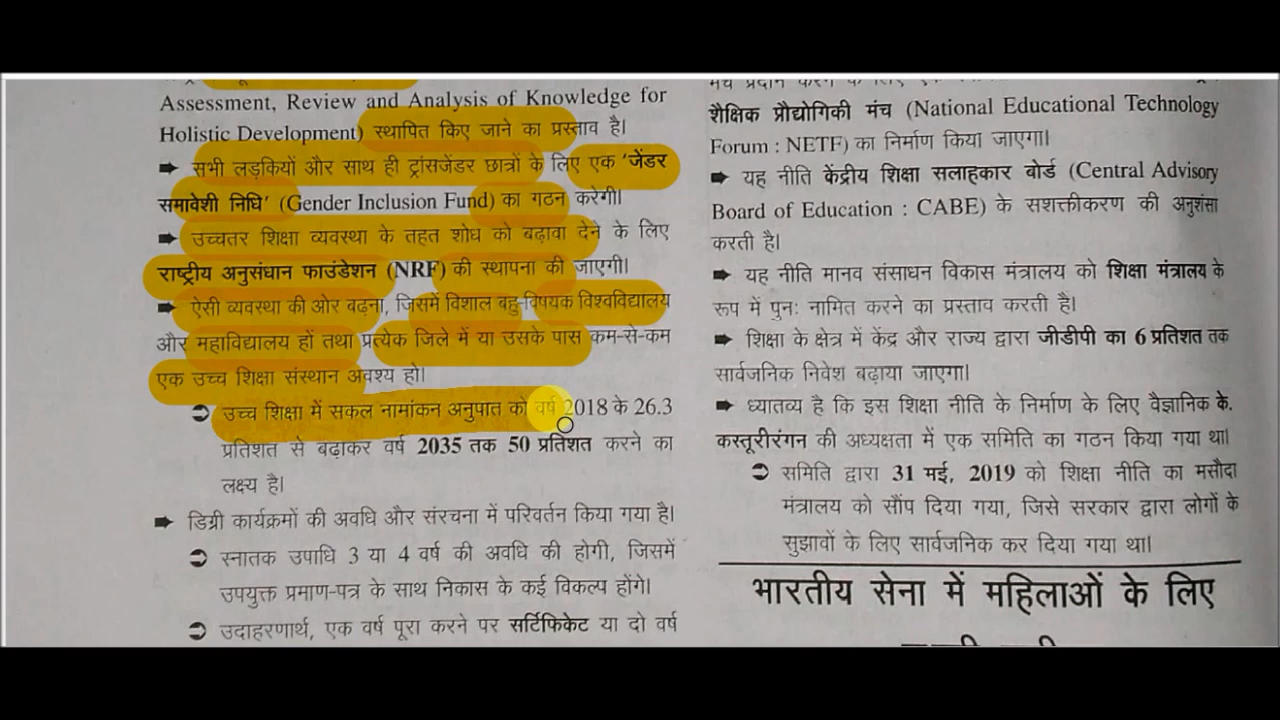 Assessment, Review and Analysis of Knowledge for
Holistic Development) स्थापित किए जाने का प्रस्ताव है।
➡ सभी लड़कियों और साथ ही ट्रांसजेंडर छात्रों के लिए एक 'जेंडर
समावेशी निधि' (Gender Inclusion Fund) का गठन करेगी।
➡ उच्चतर शिक्षा व्यवस्था के तहत शोध को बढ़ावा देने के लिए
राष्ट्रीय अनुसंधान फाउंडेशन (NRF) की स्थापना की जाएगी।
➡ ऐसी व्यवस्था की ओर बढ़ना, जिसमें विशाल बहु-विषयक विश्वविद्यालय
और महाविद्यालय हों तथा प्रत्येक जिले में या उसके पास कम-से-कम
एक उच्च शिक्षा संस्थान अवश्य हो।
➲ उच्च शिक्षा में सकल नामांकन अनुपात को वर्ष 2018 के 26.3
प्रतिशत से बढ़ाकर वर्ष 2035 तक 50 प्रतिशत करने का
लक्ष्य है।
➡ डिग्री कार्यक्रमों की अवधि और संरचना में परिवर्तन किया गया है।
➲ स्नातक उपाधि 3 या 4 वर्ष की अवधि की होगी, जिसमें
उपयुक्त प्रमाण-पत्र के साथ निकास के कई विकल्प होंगे।
➲ उदाहरणार्थ, एक वर्ष पूरा करने पर सर्टिफिकेट या दो वर्ष
मंच प्रदान करने के लिए एक
शैक्षिक प्रौद्योगिकी मंच (National Educational Technology
Forum : NETF) का निर्माण किया जाएगा।
➡ यह नीति केंद्रीय शिक्षा सलाहकार बोर्ड (Central Advisory
Board of Education : CABE) के सशक्तीकरण की अनुशंसा
करती है।
➡ यह नीति मानव संसाधन विकास मंत्रालय को शिक्षा मंत्रालय के
रूप में पुनः नामित करने का प्रस्ताव करती है।
➡ शिक्षा के क्षेत्र में केंद्र और राज्य द्वारा जीडीपी का 6 प्रतिशत तक
सार्वजनिक निवेश बढ़ाया जाएगा।
➡ ध्यातव्य है कि इस शिक्षा नीति के निर्माण के लिए वैज्ञानिक के.
कस्तूरीरंगन की अध्यक्षता में एक समिति का गठन किया गया था।
➲ समिति द्वारा 31 मई, 2019 को शिक्षा नीति का मसौदा
मंत्रालय को सौंप दिया गया, जिसे सरकार द्वारा लोगों के
सुझावों के लिए सार्वजनिक कर दिया गया था।
भारतीय सेना में महिलाओं के लिए